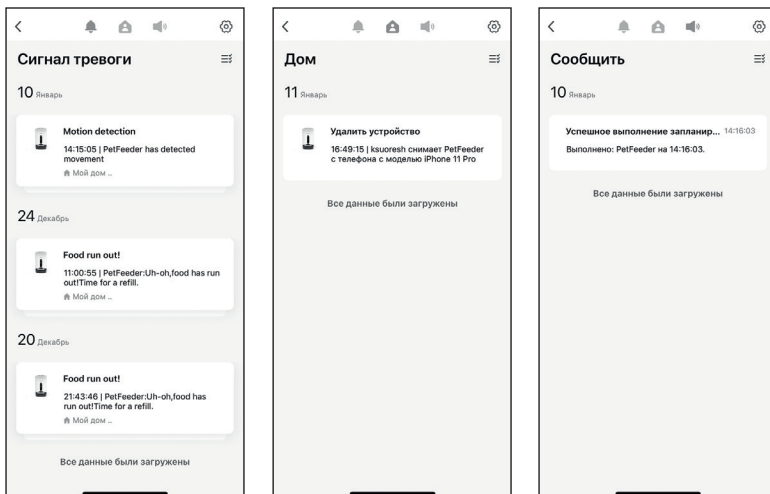 Сигнал тревоги
10 Январь
Motion detection
14:15:05 | PetFeeder has detected
movement
Мой дом ..
24 Декабрь
Food run out!
11:00:55 | PetFeeder:Uh-oh,food has run
out!Time for a refill.
Мой дом ..
20 Декабрь
Food run out!
21:43:46 | PetFeeder:Uh-oh,food has
run out!Time for a refill.
Мой дом ..
Все данные были загружены
Дом
11 Январь
Удалить устройство
16:49:15 | ksuoresh снимает PetFeeder
с телефона с моделью iPhone 11 Pro
Все данные были загружены
Сообщить
10 Январь
Успешное выполнение запланир... 14:16:03
Выполнено: PetFeeder на 14:16:03.
Все данные были загружены